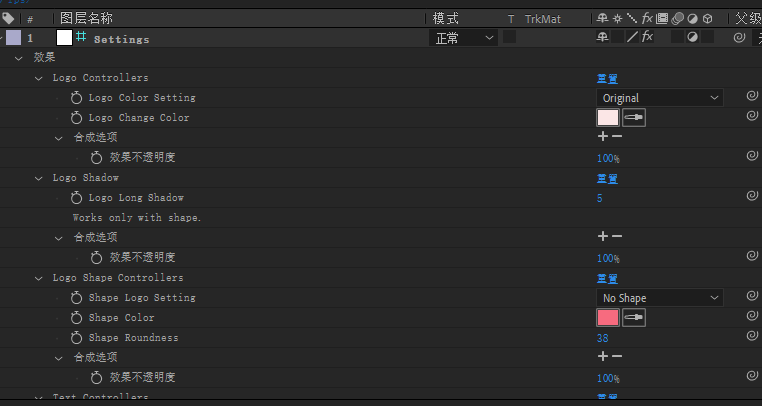 # 图层名称 模式 T TrkMat fx 父级
1 Settings 正常 fx
效果
Logo Controllers 重置
Logo Color Setting Original
Logo Change Color
合成选项 + −
效果不透明度 100%
Logo Shadow 重置
Logo Long Shadow 5
Works only with shape.
合成选项 + −
效果不透明度 100%
Logo Shape Controllers 重置
Shape Logo Setting No Shape
Shape Color
Shape Roundness 38
合成选项 + −
效果不透明度 100%
Text Controllers 重置